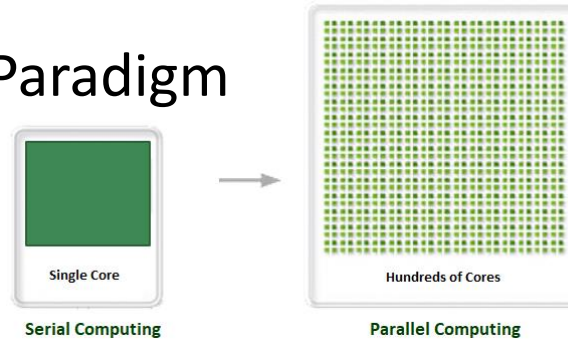 Paradigm
Single Core
Hundreds of Cores
Serial Computing
Parallel Computing